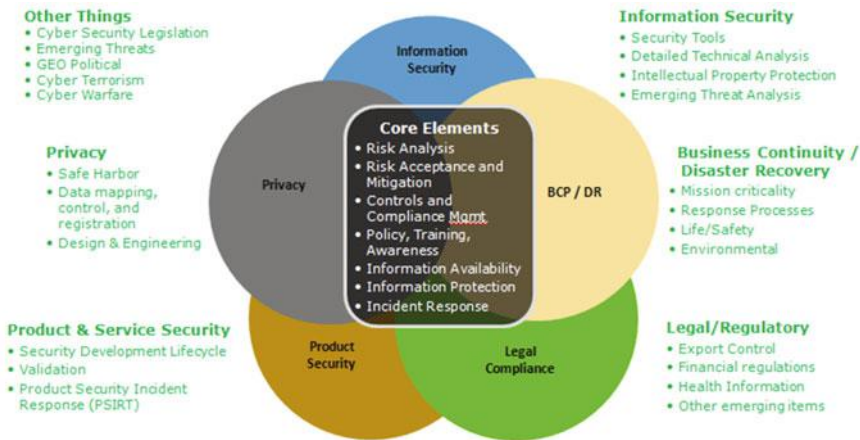 Other Things
• Cyber Security Legislation
• Emerging Threats
• GEO Political
• Cyber Terrorism
• Cyber Warfare
Information
Security
Information Security
• Security Tools
• Detailed Technical Analysis
• Intellectual Property Protection
• Emerging Threat Analysis
Privacy
• Safe Harbor
• Data mapping,
control, and
registration
• Design & Engineering
Privacy
Core Elements
• Risk Analysis
• Risk Acceptance and
Mitigation
• Controls and
Compliance Mgmt
• Policy, Training,
Awareness
• Information Availability
• Information Protection
• Incident Response
BCP / DR
Business Continuity /
Disaster Recovery
• Mission criticality
• Response Processes
• Life/Safety
• Environmental
Product & Service Security
• Security Development Lifecycle
• Validation
• Product Security Incident
Response (PSIRT)
Product
Security
Legal
Compliance
Legal/Regulatory
• Export Control
• Financial regulations
• Health Information
• Other emerging items